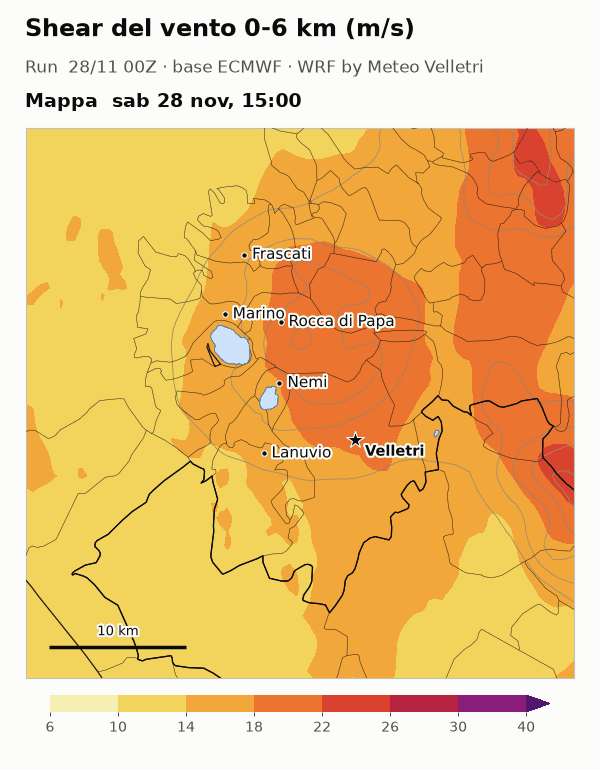 Shear del vento 0-6 km (m/s)
Run 28/11 00Z · base ECMWF · WRF by Meteo Velletri
Mappa sab 28 nov, 15:00
Frascati
Marino
Rocca di Papa
Nemi
Velletri
Lanuvio
10 km
6 10 14 18 22 26 30 40